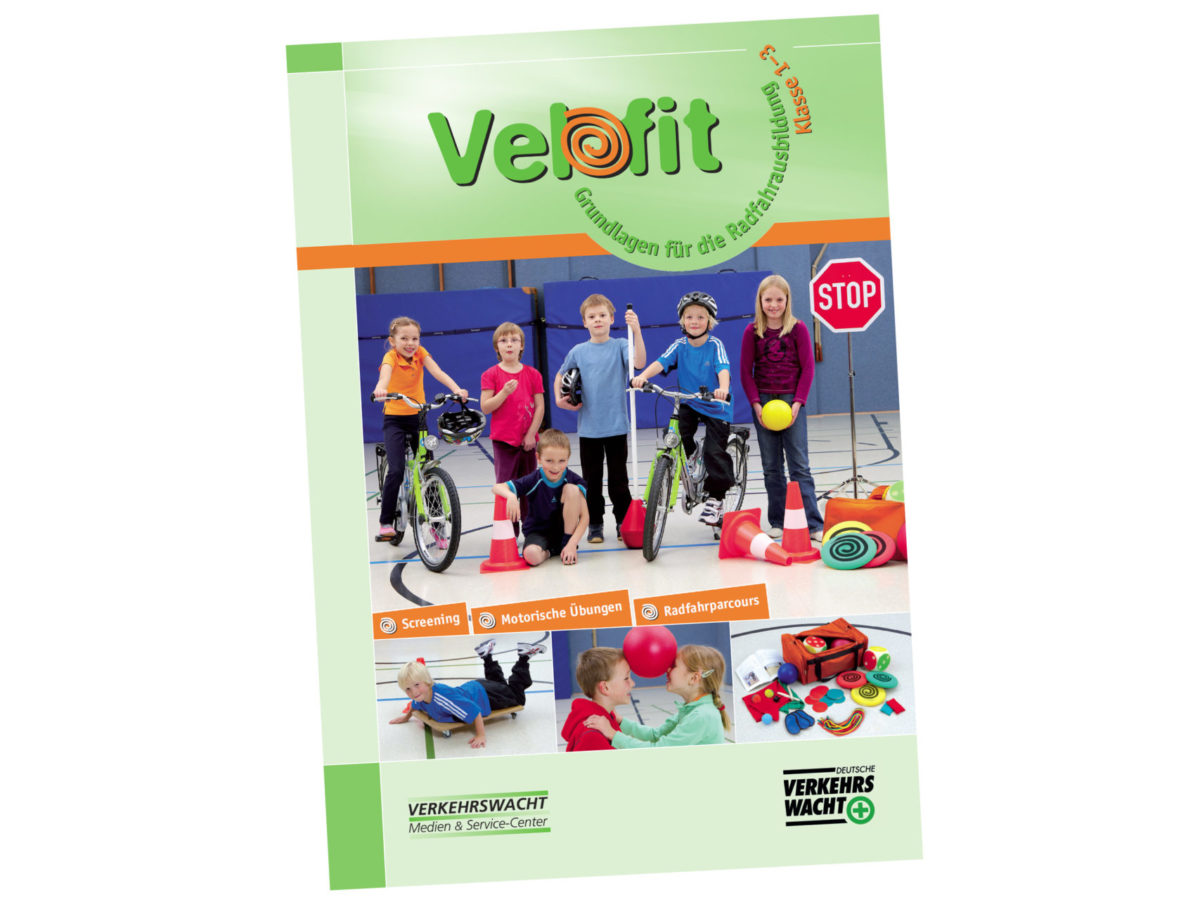 Velofit
Grundlagen für die Radfahrausbildung
Klasse 1–3
STOP
Screening
Motorische Übungen
Radfahrparcours
VERKEHRSWACHT
Medien & Service-Center
DEUTSCHE
VERKEHRS
WACHT